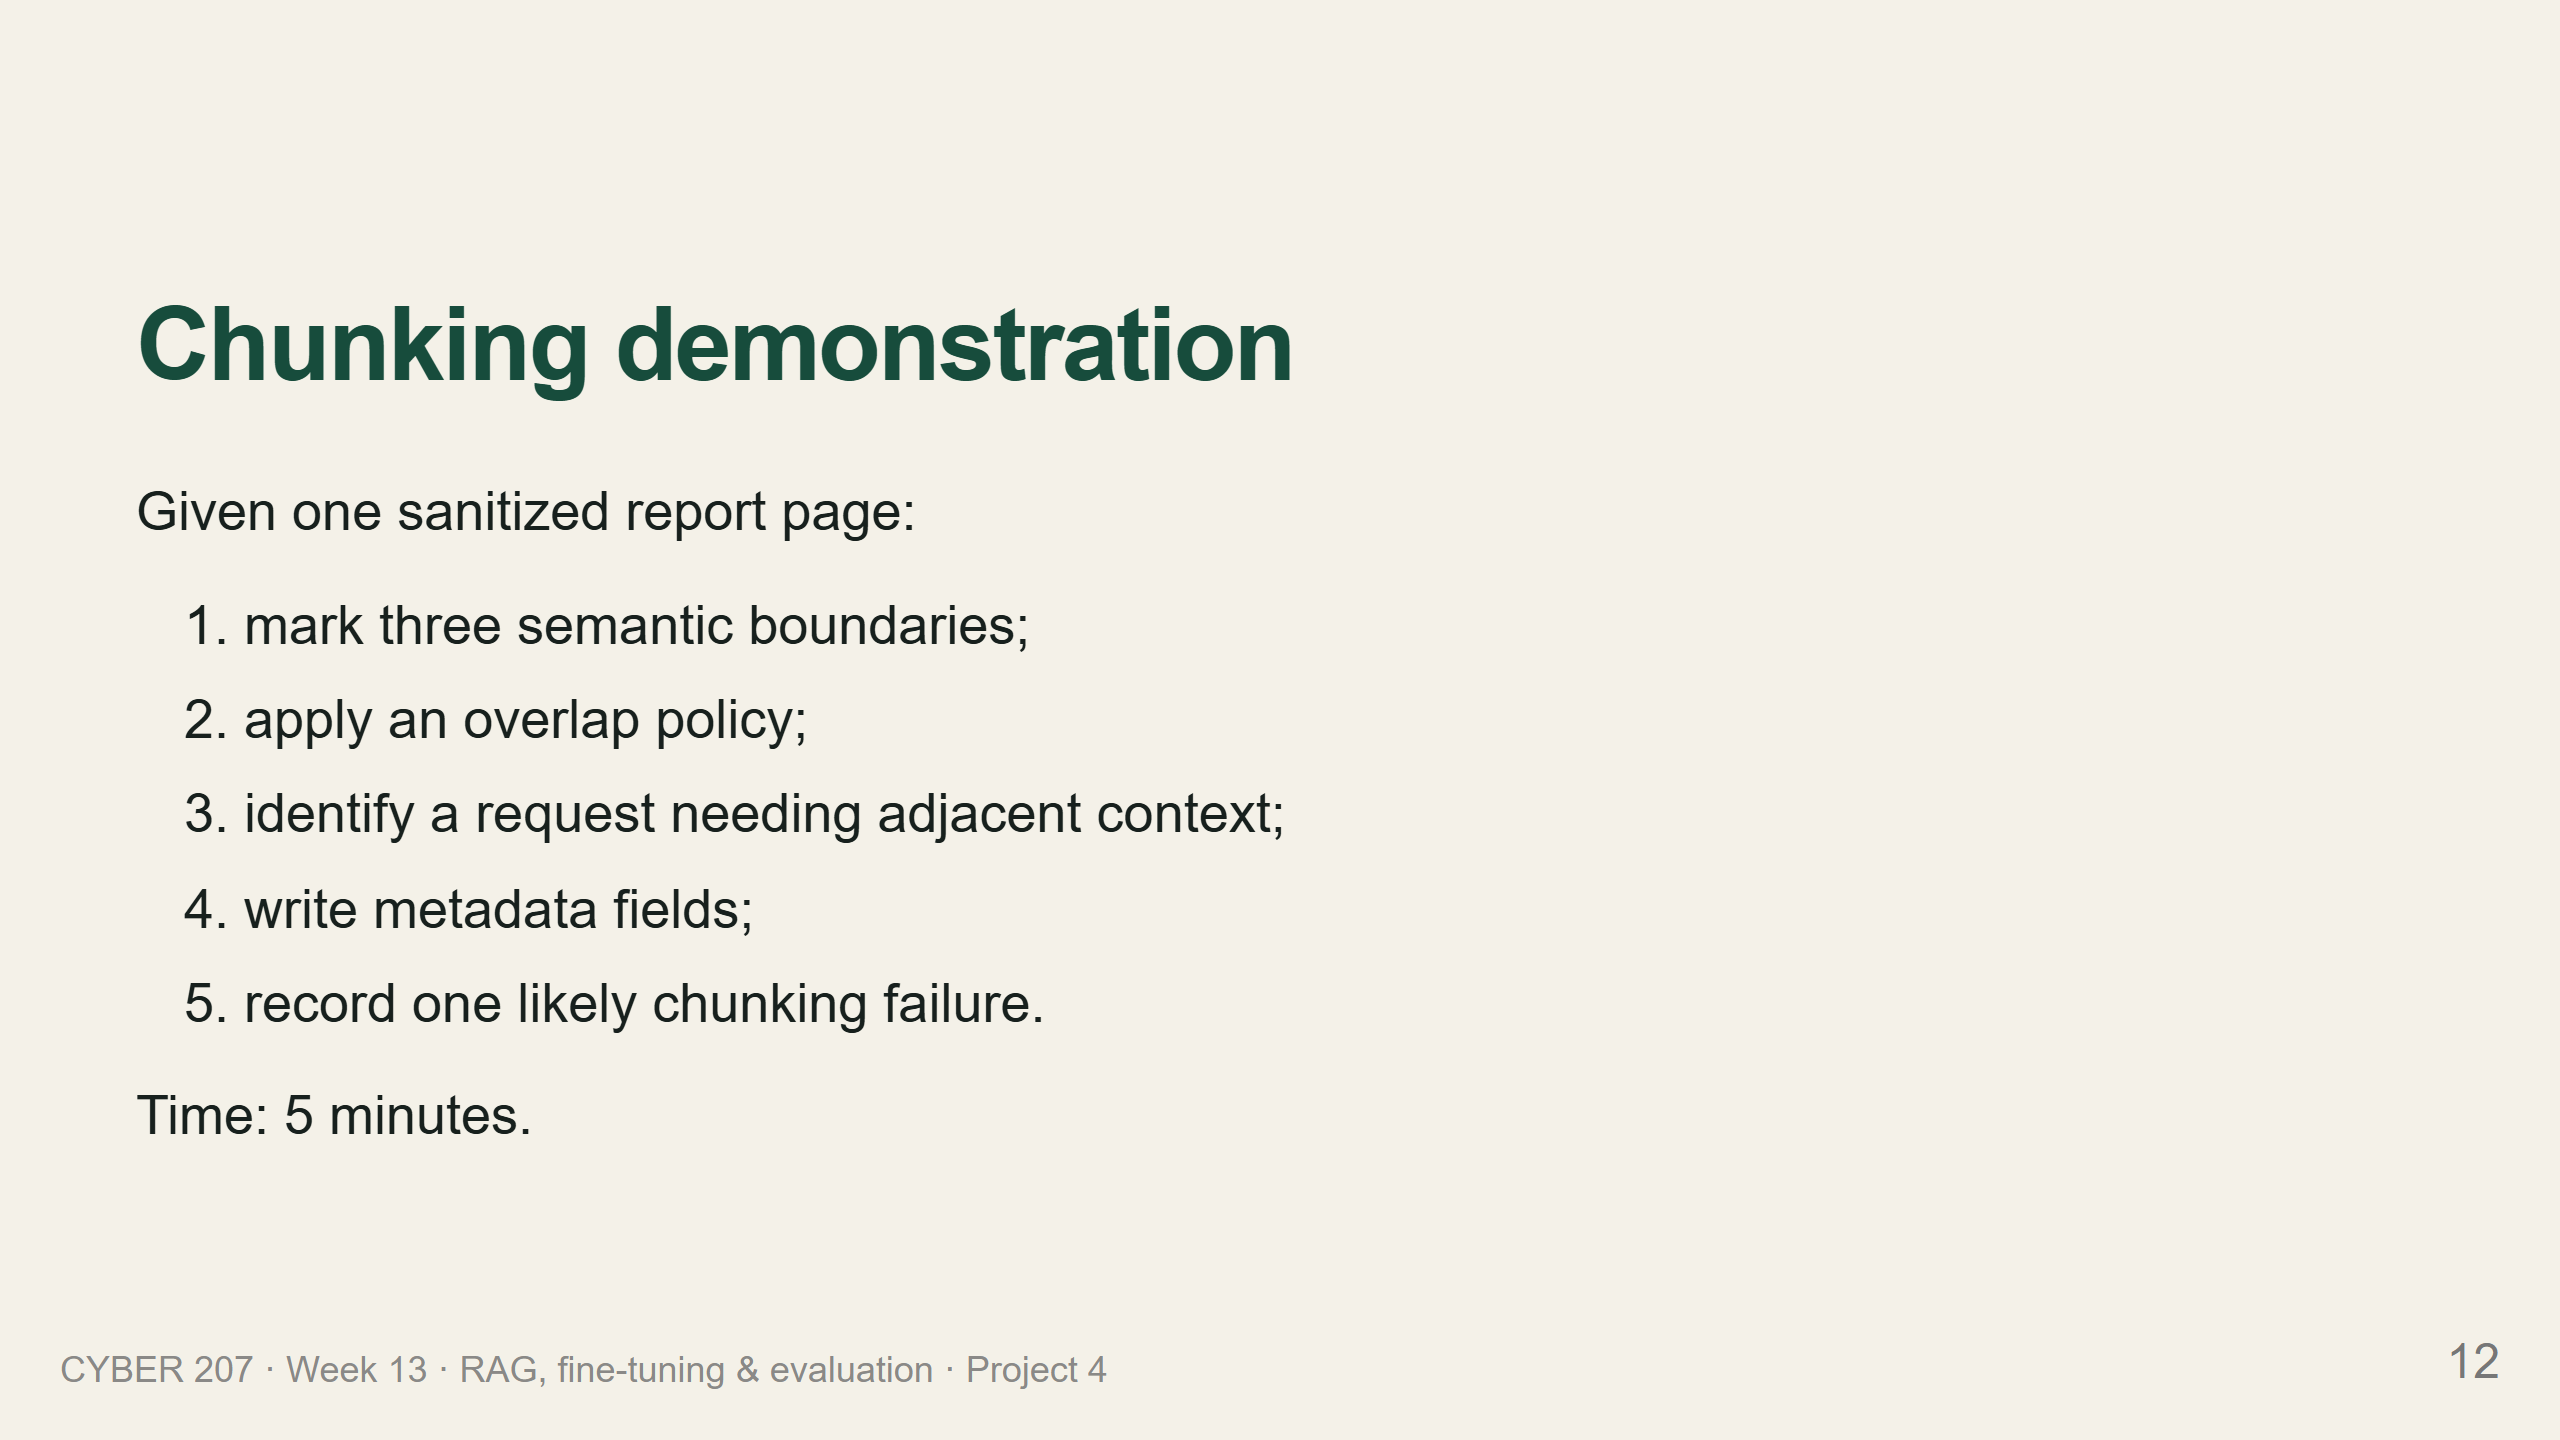 Chunking demonstration
Given one sanitized report page:
1. mark three semantic boundaries;
2. apply an overlap policy;
3. identify a request needing adjacent context;
4. write metadata fields;
5. record one likely chunking failure.
Time: 5 minutes.
CYBER 207 · Week 13 · RAG, fine-tuning & evaluation · Project 4
12